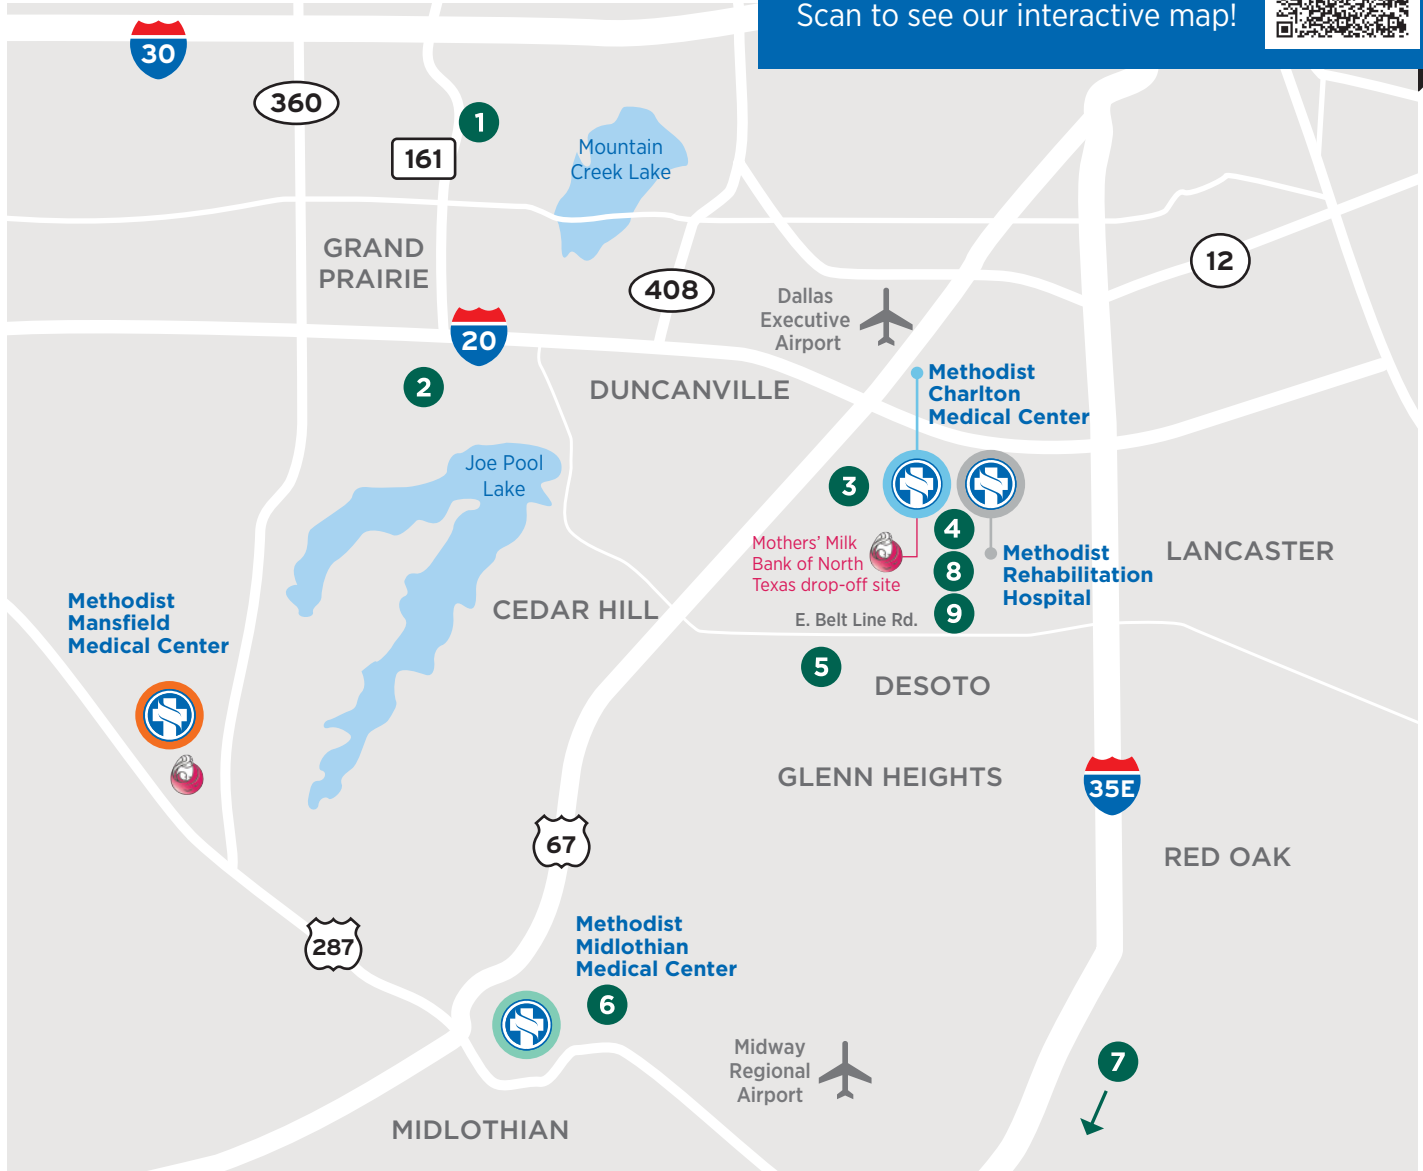 Scan to see our interactive map!
30
360
1
161
Mountain
Creek Lake
GRAND
PRAIRIE
12
408
Dallas
Executive
Airport
20
2
DUNCANVILLE
Methodist
Charlton
Medical Center
Joe Pool
Lake
3
4
Mothers’ Milk
Bank of North
Texas drop-off site
8
Methodist
Rehabilitation
Hospital
LANCASTER
9
E. Belt Line Rd.
CEDAR HILL
Methodist
Mansfield
Medical Center
5
DESOTO
GLENN HEIGHTS
35E
67
RED OAK
287
Methodist
Midlothian
Medical Center
6
Midway
Regional
Airport
7
MIDLOTHIAN